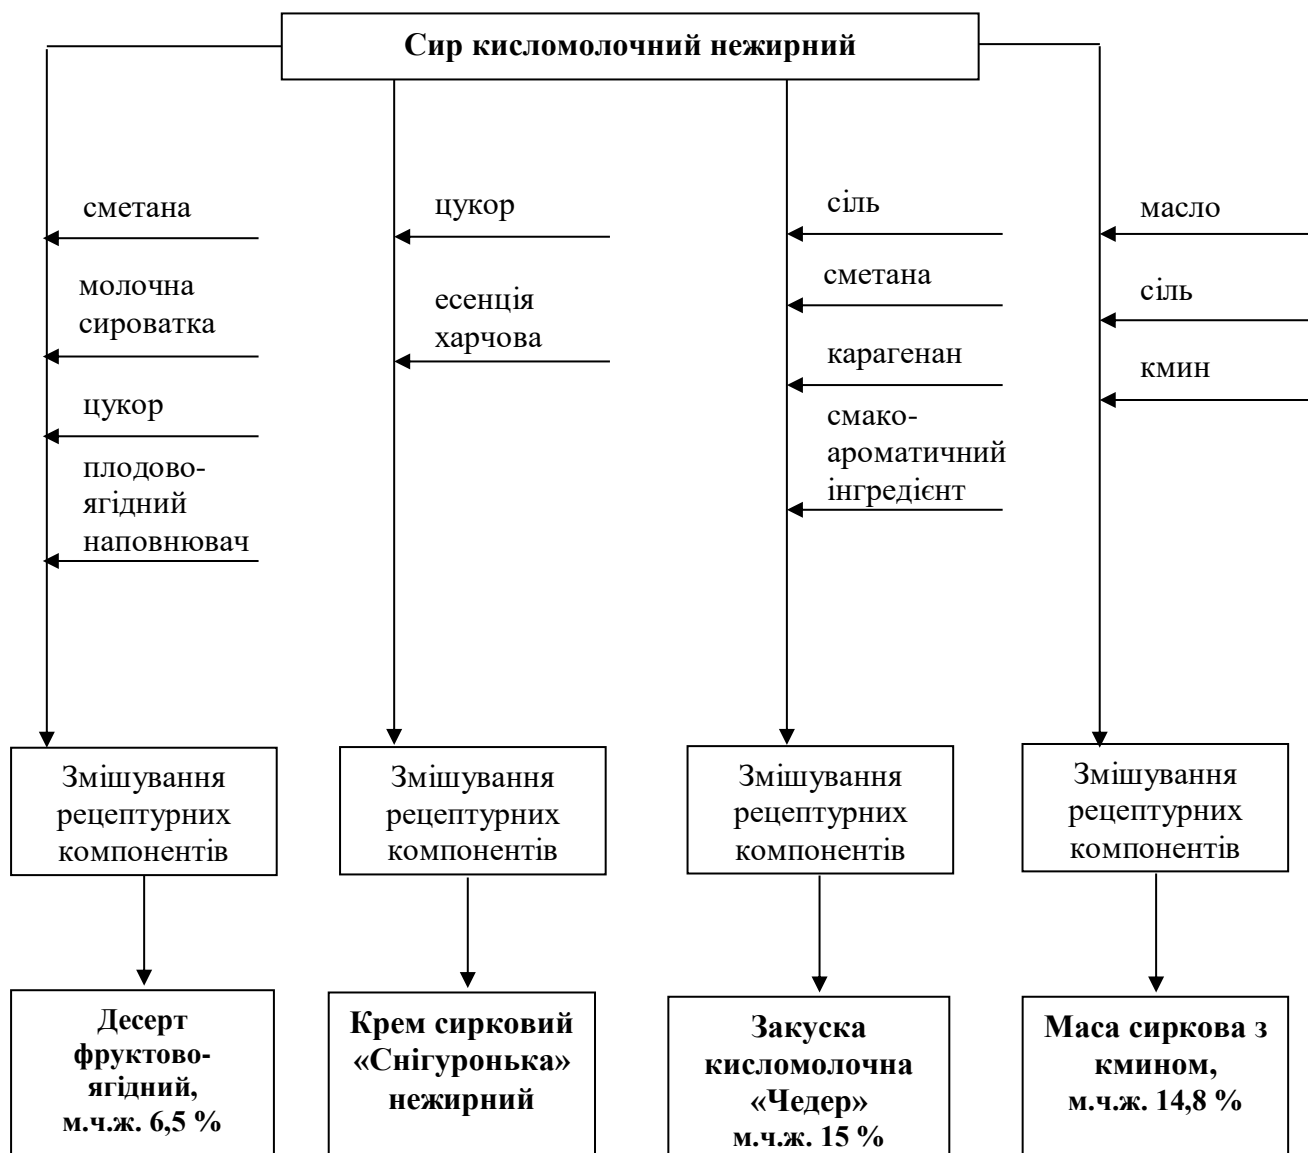 Сир кисломолочний нежирний
сметана
молочна
сироватка
цукор
плодово-
ягідний
наповнювач
цукор
есенція
харчова
сіль
сметана
карагенан
смако-
ароматичний
інгредієнт
масло
сіль
кмин
Змішування
рецептурних
компонентів
Змішування
рецептурних
компонентів
Змішування
рецептурних
компонентів
Змішування
рецептурних
компонентів
Десерт
фруктово-
ягідний,
м.ч.ж. 6,5 %
Крем сирковий
«Снігуронька»
нежирний
Закуска
кисломолочна
«Чедер»
м.ч.ж. 15 %
Маса сиркова з
кмином,
м.ч.ж. 14,8 %